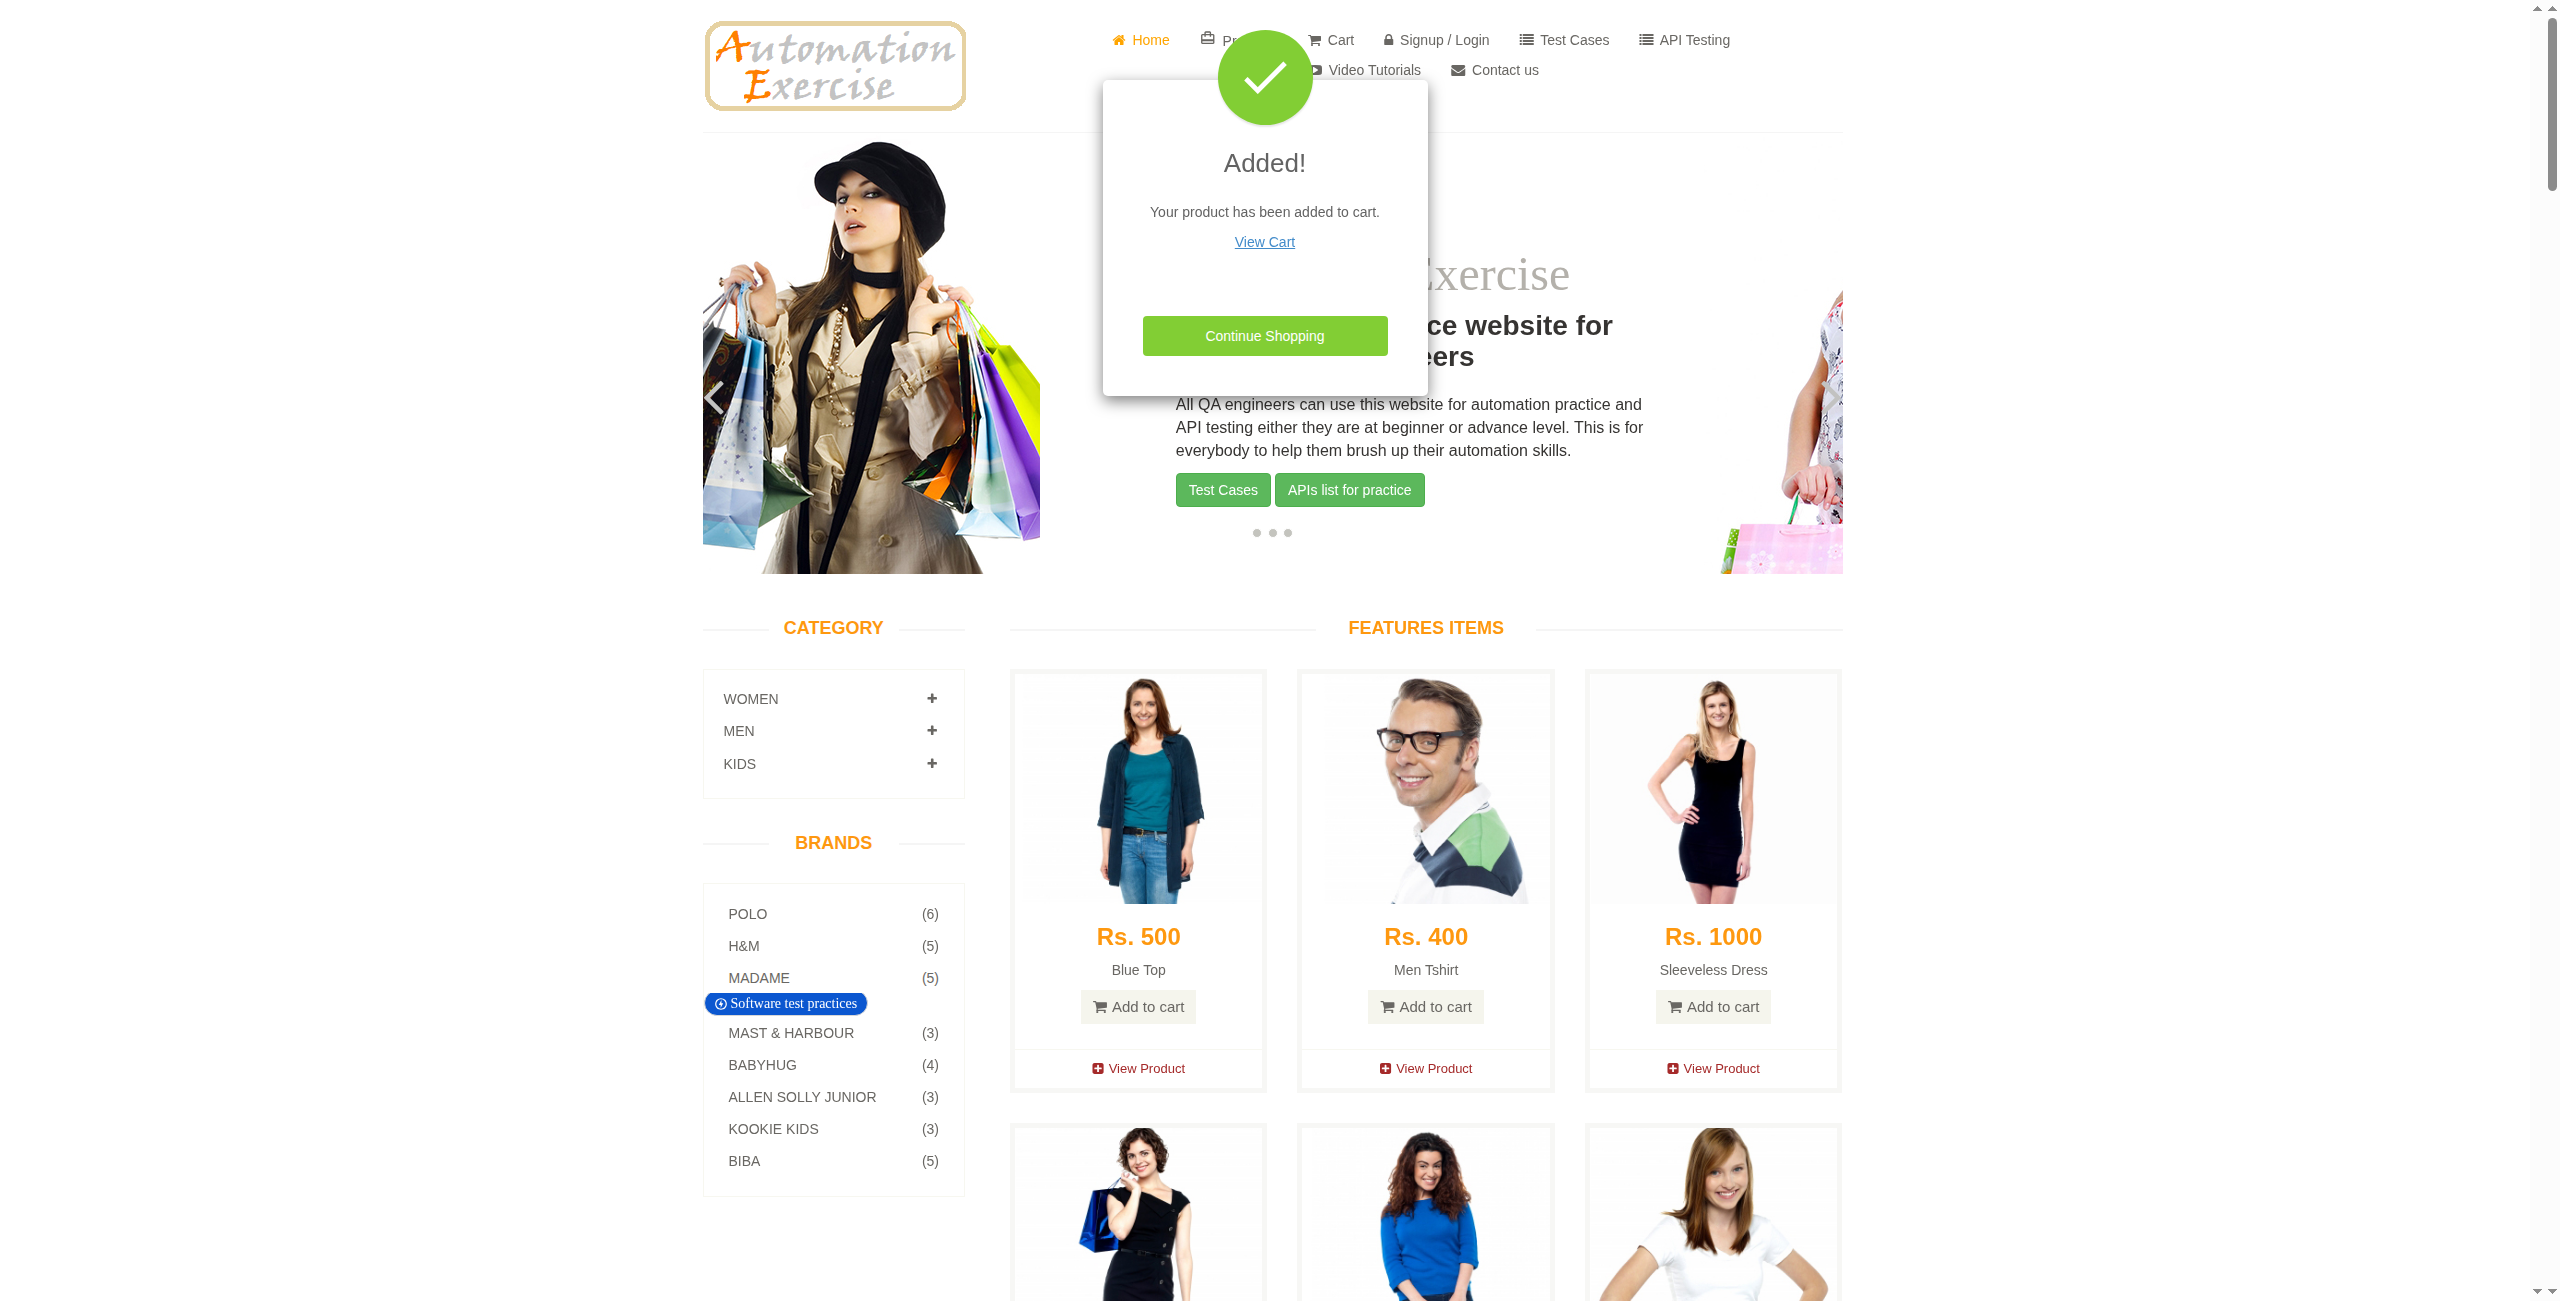 Automation
Exercise
Home
Cart
Signup / Login
Test Cases
API Testing
Video Tutorials
Contact us
Added!
Your product has been added to cart.
View Cart
Continue Shopping
Exercise
ce website for
eers
All QA engineers can use this website for automation practice and
API testing either they are at beginner or advance level. This is for
everybody to help them brush up their automation skills.
Test Cases
APIs list for practice
CATEGORY
WOMEN
MEN
KIDS
BRANDS
POLO (6)
H&M (5)
MADAME (5)
Software test practices
MAST & HARBOUR (3)
BABYHUG (4)
ALLEN SOLLY JUNIOR (3)
KOOKIE KIDS (3)
BIBA (5)
FEATURES ITEMS
Rs. 500
Blue Top
Add to cart
View Product
Rs. 400
Men Tshirt
Add to cart
View Product
Rs. 1000
Sleeveless Dress
Add to cart
View Product